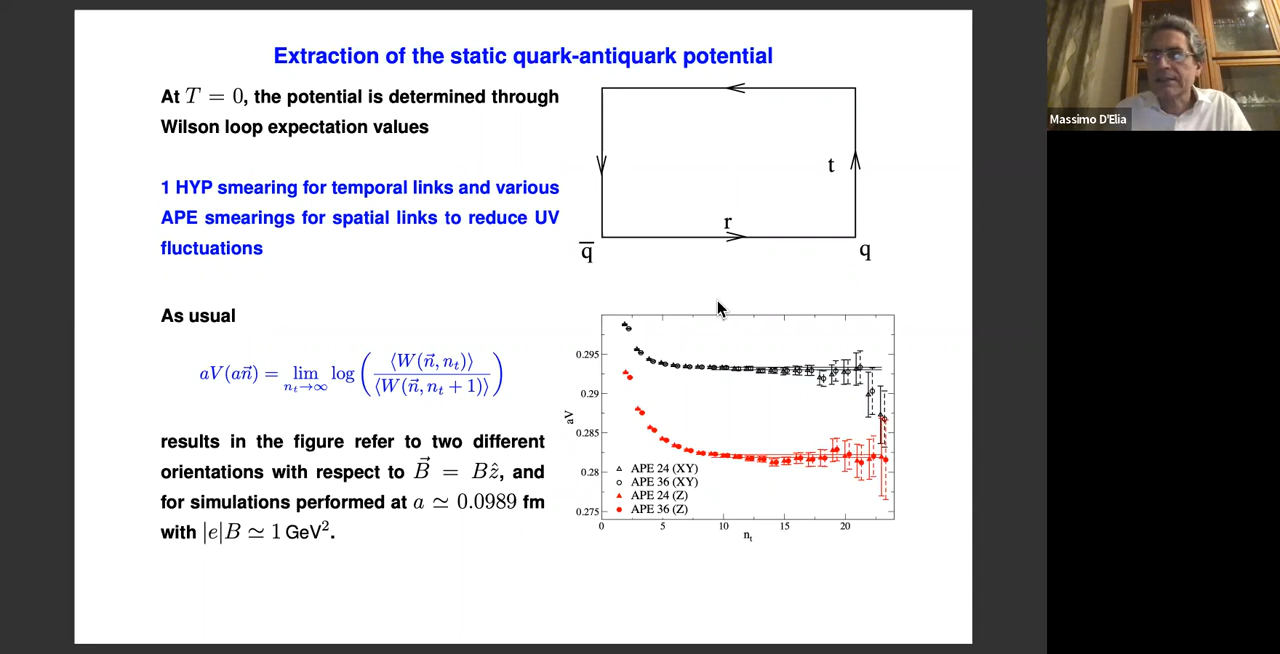 Extraction of the static quark-antiquark potential
At T = 0, the potential is determined through
Wilson loop expectation values
1 HYP smearing for temporal links and various
APE smearings for spatial links to reduce UV
fluctuations
As usual
aV(an⃗) = lim_{n_t→∞} log ( ⟨W(n⃗, n_t)⟩ / ⟨W(n⃗, n_t + 1)⟩ )
results in the figure refer to two different
orientations with respect to B⃗ = Bẑ, and
for simulations performed at a ≃ 0.0989 fm
with |e|B ≃ 1 GeV².
t
r
q̅
q
0.295
0.29
0.285
0.28
0.275
aV
APE 24 (XY)
APE 36 (XY)
APE 24 (Z)
APE 36 (Z)
0 5 10 15 20
n_t
Massimo D'Elia